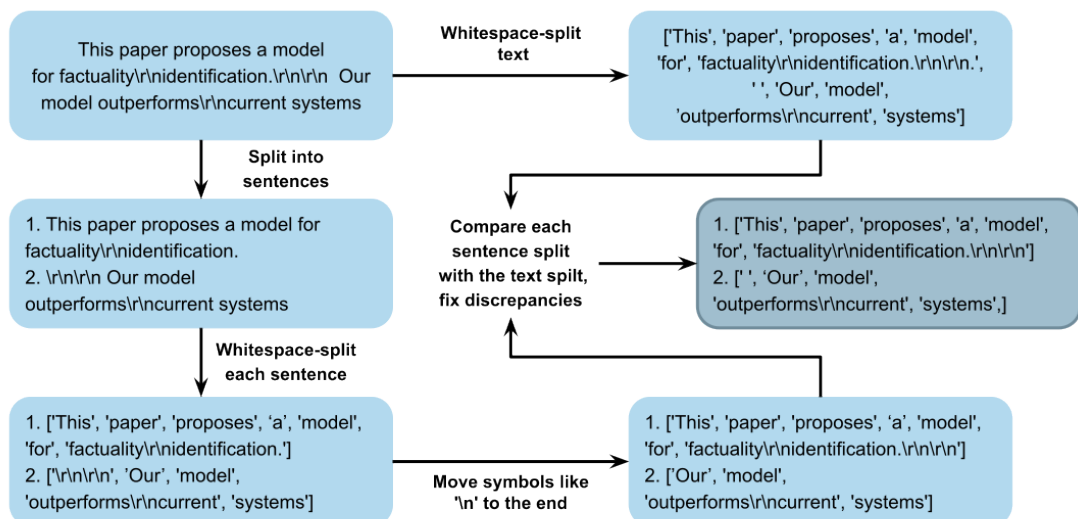 This paper proposes a model
for factuality\r\nidentification.\r\n\r\n  Our
model outperforms\r\ncurrent systems
Whitespace-split
text
['This', 'paper', 'proposes', 'a', 'model',
'for', 'factuality\r\nidentification.\r\n\r\n.',
' ', 'Our', 'model',
’outperforms\r\ncurrent', 'systems']
Split into
sentences
1. This paper proposes a model for
factuality\r\nidentification.
2. \r\n\r\n Our model
outperforms\r\ncurrent systems
Compare each
sentence split
with the text spilt,
fix discrepancies
1. ['This', 'paper', 'proposes', 'a', 'model',
'for', 'factuality\r\nidentification.\r\n\r\n']
2. [' ', ‘Our’, 'model',
'outperforms\r\ncurrent', 'systems',]
Whitespace-split
each sentence
1. ['This', 'paper', 'proposes', ‘a’, 'model',
'for', 'factuality\r\nidentification.']
2. ['\r\n\r\n', ’Our’, 'model',
'outperforms\r\ncurrent', 'systems']
Move symbols like
'\n' to the end
1. ['This', 'paper', 'proposes', ‘a’, 'model',
'for', 'factuality\r\nidentification.\r\n\r\n']
2. [’Our’, 'model',
'outperforms\r\ncurrent', 'systems']